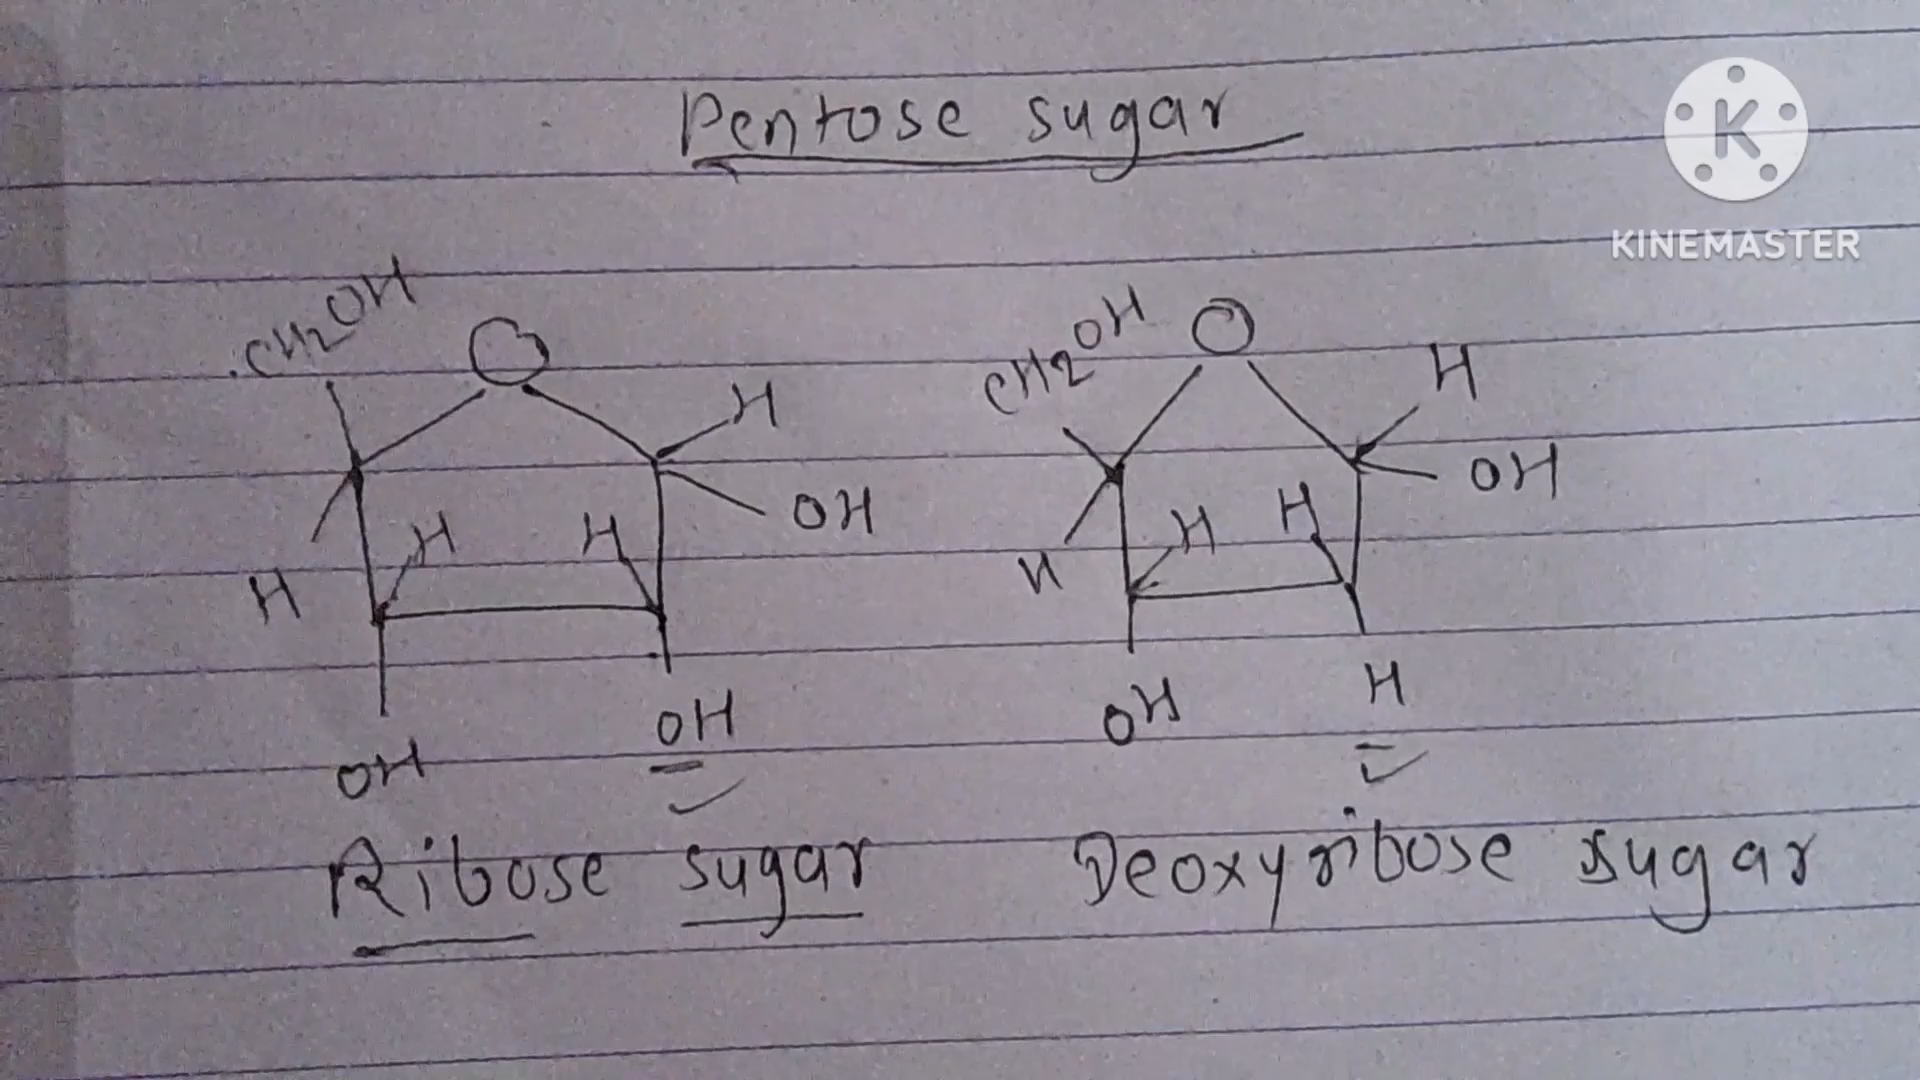 Pentose sugar
K
KINEMASTER
CH2OH O H OH
H H H
OH OH
Ribose sugar
CH2OH O H OH
H H H
OH H
Deoxyribose sugar